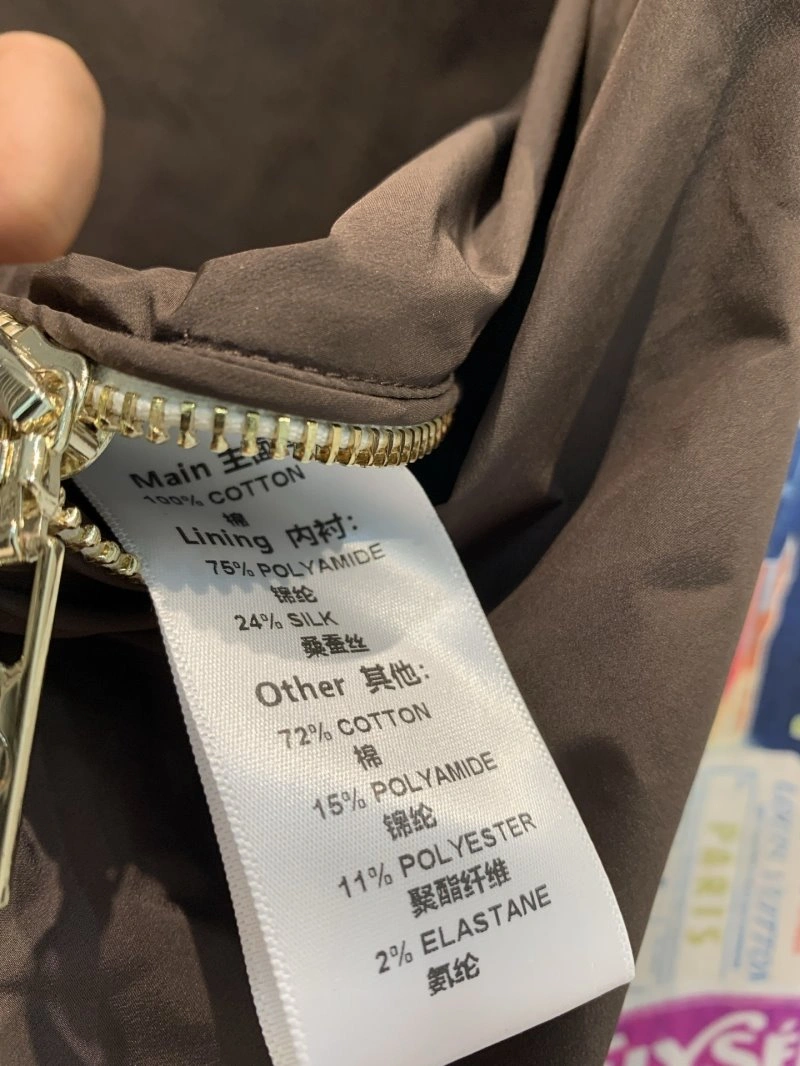 Main 主面
100% COTTON
棉
Lining 内衬:
75% POLYAMIDE
锦纶
24% SILK
桑蚕丝
Other 其他:
72% COTTON
棉
15% POLYAMIDE
锦纶
11% POLYESTER
聚酯纤维
2% ELASTANE
氨纶
PARIS